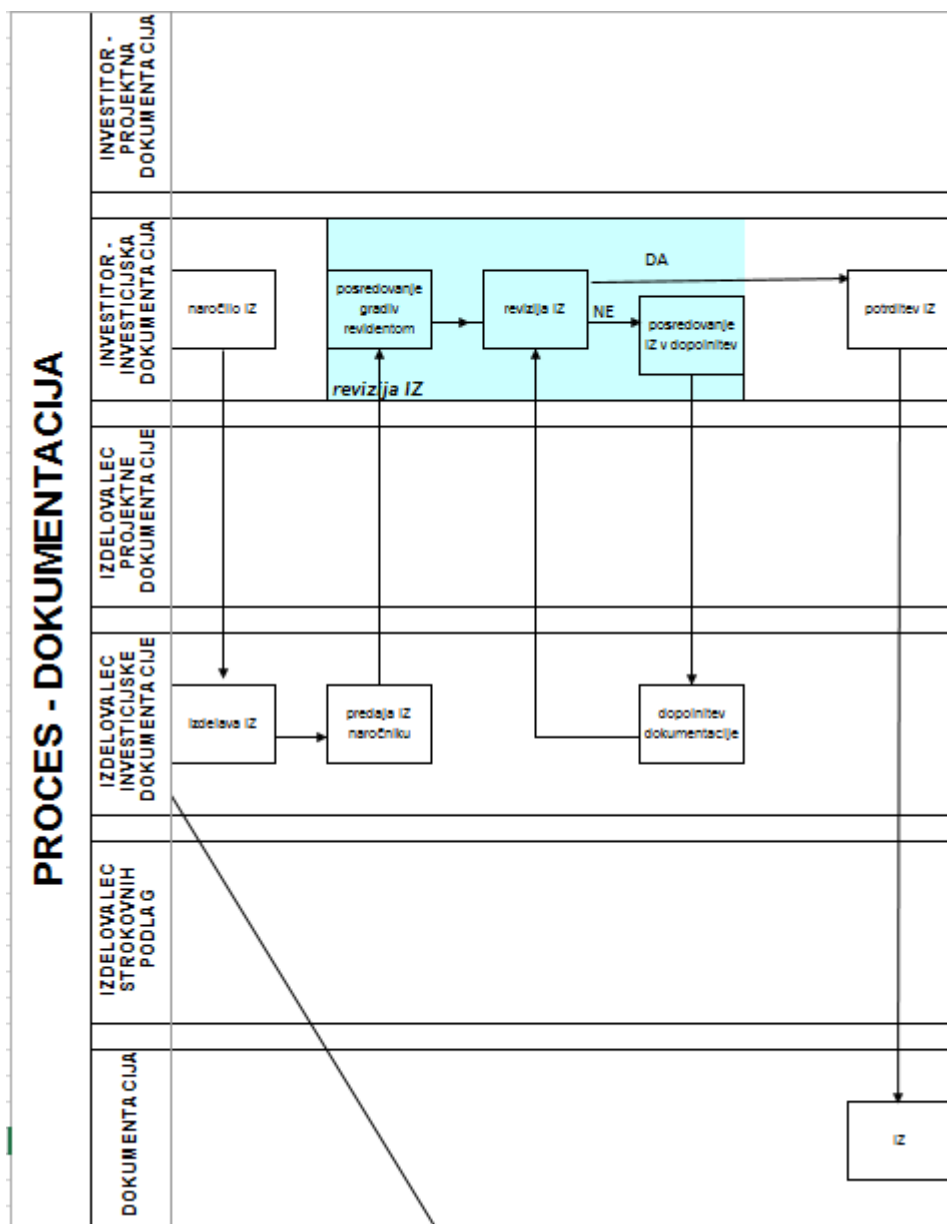 PROCES - DOKUMENTACIJA
INVESTITOR -
PROJEKTNA
DOKUMENTACIJA
INVESTITOR -
INVESTICIJSKA
DOKUMENTACIJA
naročilo IZ
posredovanje
gradiv
revidentom
revizija IZ
DA
NE
posredovanje
IZ v dopolnitev
potrditev IZ
revizija IZ
IZDELOVALEC
PROJEKTNE
DOKUMENTACIJE
IZDELOVALEC
INVESTICIJSKE
DOKUMENTACIJE
izdelava IZ
predaja IZ
naročniku
dopolnitev
dokumentacije
IZDELOVALEC
STROKOVNIH
PODLAG
DOKUMENTACIJA
IZ